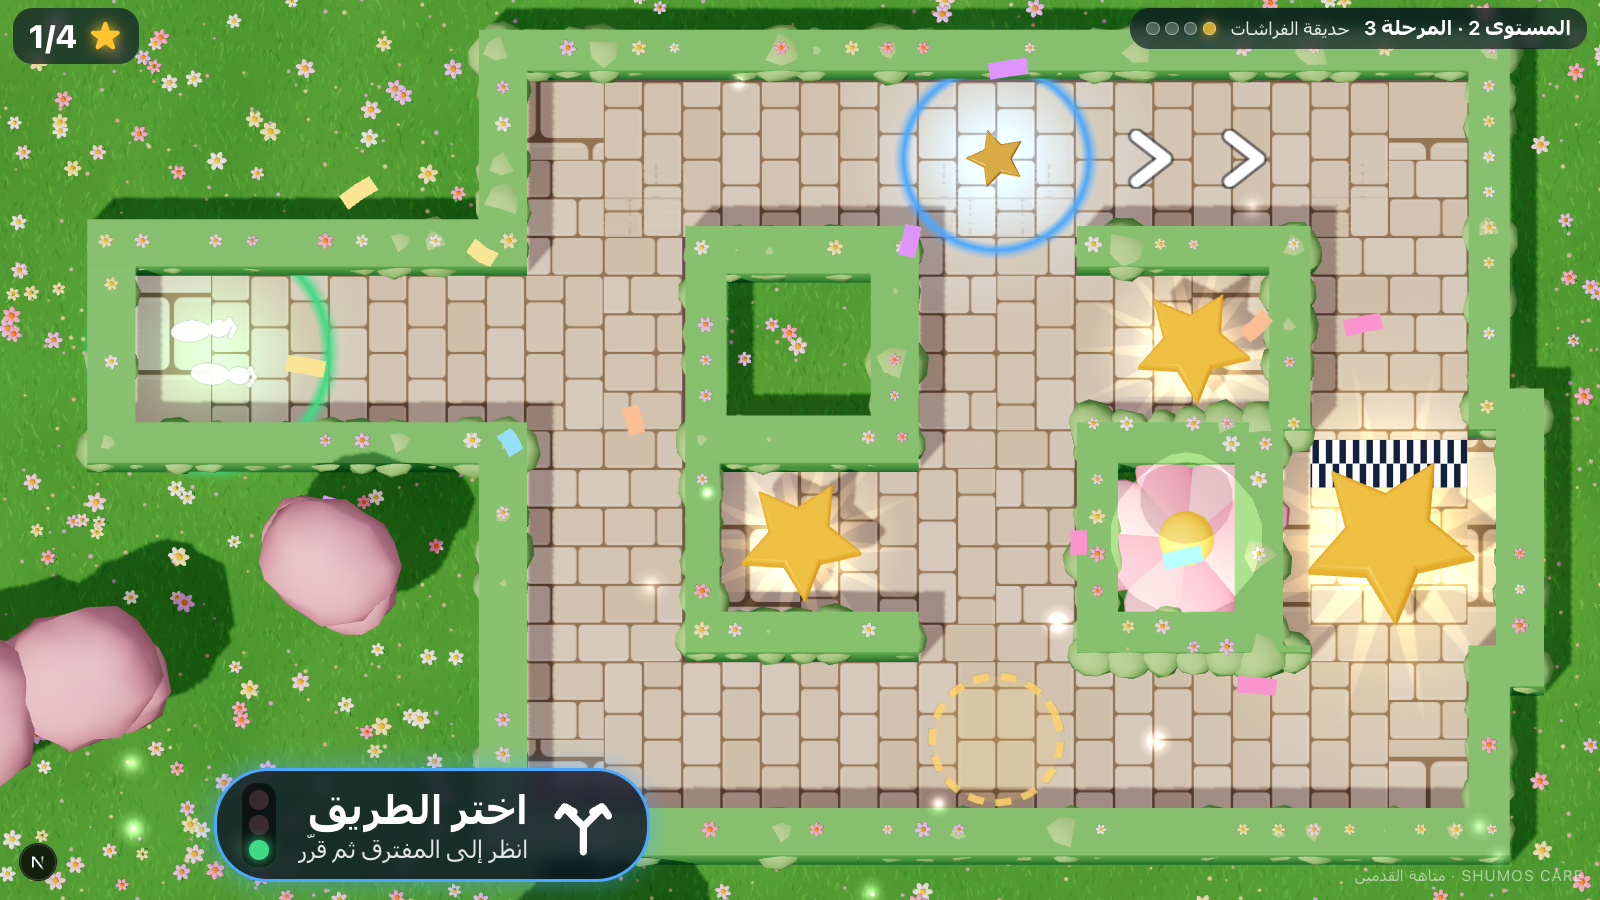 1/4
المستوى 2 · المرحلة 3 حديقة الفراشات
اختر الطريق
انظر إلى المفترق ثم قرّر
N
متاهة القدمين · SHUMOS CARE